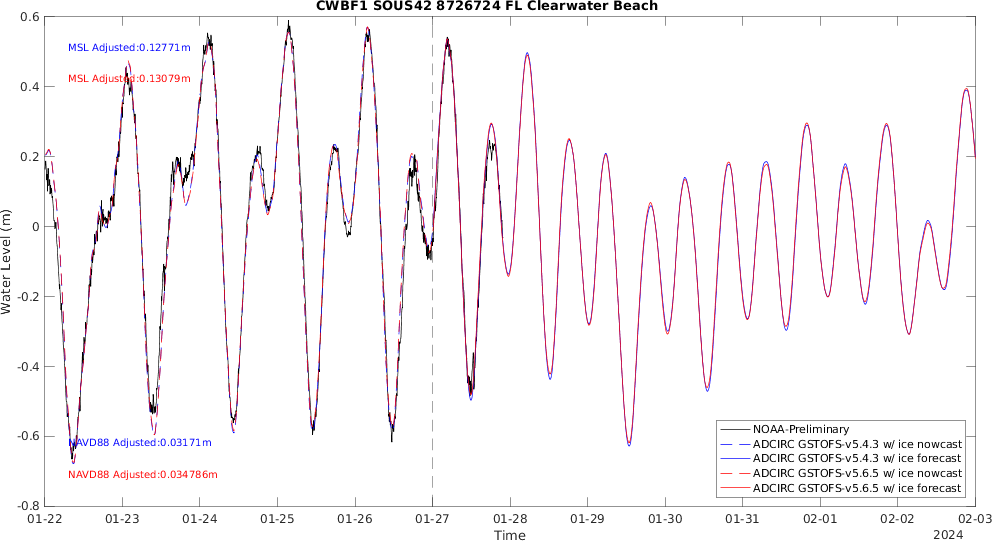 CWBF1 SOUS42 8726724 FL Clearwater Beach
0.6
0.4
0.2
0
-0.2
-0.4
-0.6
-0.8
Water Level (m)
MSL Adjusted:0.12771m
MSL Adjusted:0.13079m
NAVD88 Adjusted:0.03171m
NAVD88 Adjusted:0.034786m
NOAA-Preliminary
ADCIRC GSTOFS-v5.4.3 w/ ice nowcast
ADCIRC GSTOFS-v5.4.3 w/ ice forecast
ADCIRC GSTOFS-v5.6.5 w/ ice nowcast
ADCIRC GSTOFS-v5.6.5 w/ ice forecast
01-22 01-23 01-24 01-25 01-26 01-27 01-28 01-29 01-30 01-31 02-01 02-02 02-03
Time
2024